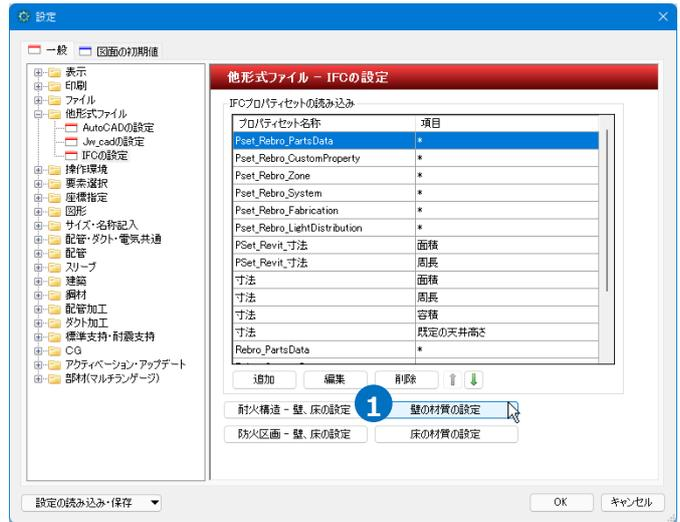 設定
一般
図面の初期値
表示
印刷
ファイル
他形式ファイル
AutoCADの設定
Jw_cadの設定
IFCの設定
操作環境
要素選択
座標指定
図形
サイズ・名称記入
配管・ダクト・電気共通
配管
スリーブ
建築
鋼材
配管加工
ダクト加工
標準支持・耐震支持
CG
アクティベーション・アップデート
部材(マルチランゲージ)
他形式ファイル - IFCの設定
IFCプロパティセットの読み込み
プロパティセット名称 項目
Pset_Rebro_PartsData *
Pset_Rebro_CustomProperty *
Pset_Rebro_Zone *
Pset_Rebro_System *
Pset_Rebro_Fabrication *
Pset_Rebro_LightDistribution *
PSet_Revit_寸法 面積
PSet_Revit_寸法 周長
寸法 面積
寸法 周長
寸法 容積
寸法 既定の天井高さ
Rebro_PartsData *
追加 編集 削除
耐火構造 - 壁、床の設定 1 壁の材質の設定
防火区画 - 壁、床の設定 床の材質の設定
設定の読み込み・保存 OK キャンセル